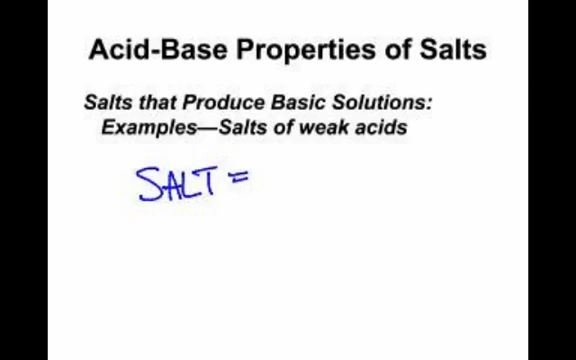 Acid-Base Properties of Salts
Salts that Produce Basic Solutions:
Examples—Salts of weak acids
SALT =